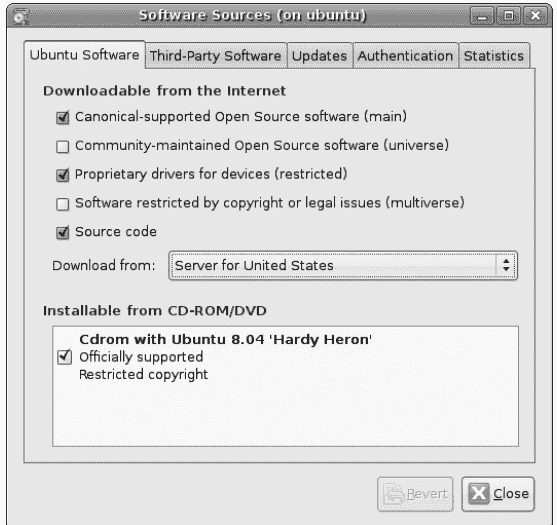 Software Sources (on ubuntu)
Ubuntu Software Third-Party Software Updates Authentication Statistics
Downloadable from the Internet
Canonical-supported Open Source software (main)
Community-maintained Open Source software (universe)
Proprietary drivers for devices (restricted)
Software restricted by copyright or legal issues (multiverse)
Source code
Download from: Server for United States
Installable from CD-ROM/DVD
Cdrom with Ubuntu 8.04 'Hardy Heron'
Officially supported
Restricted copyright
Revert Close